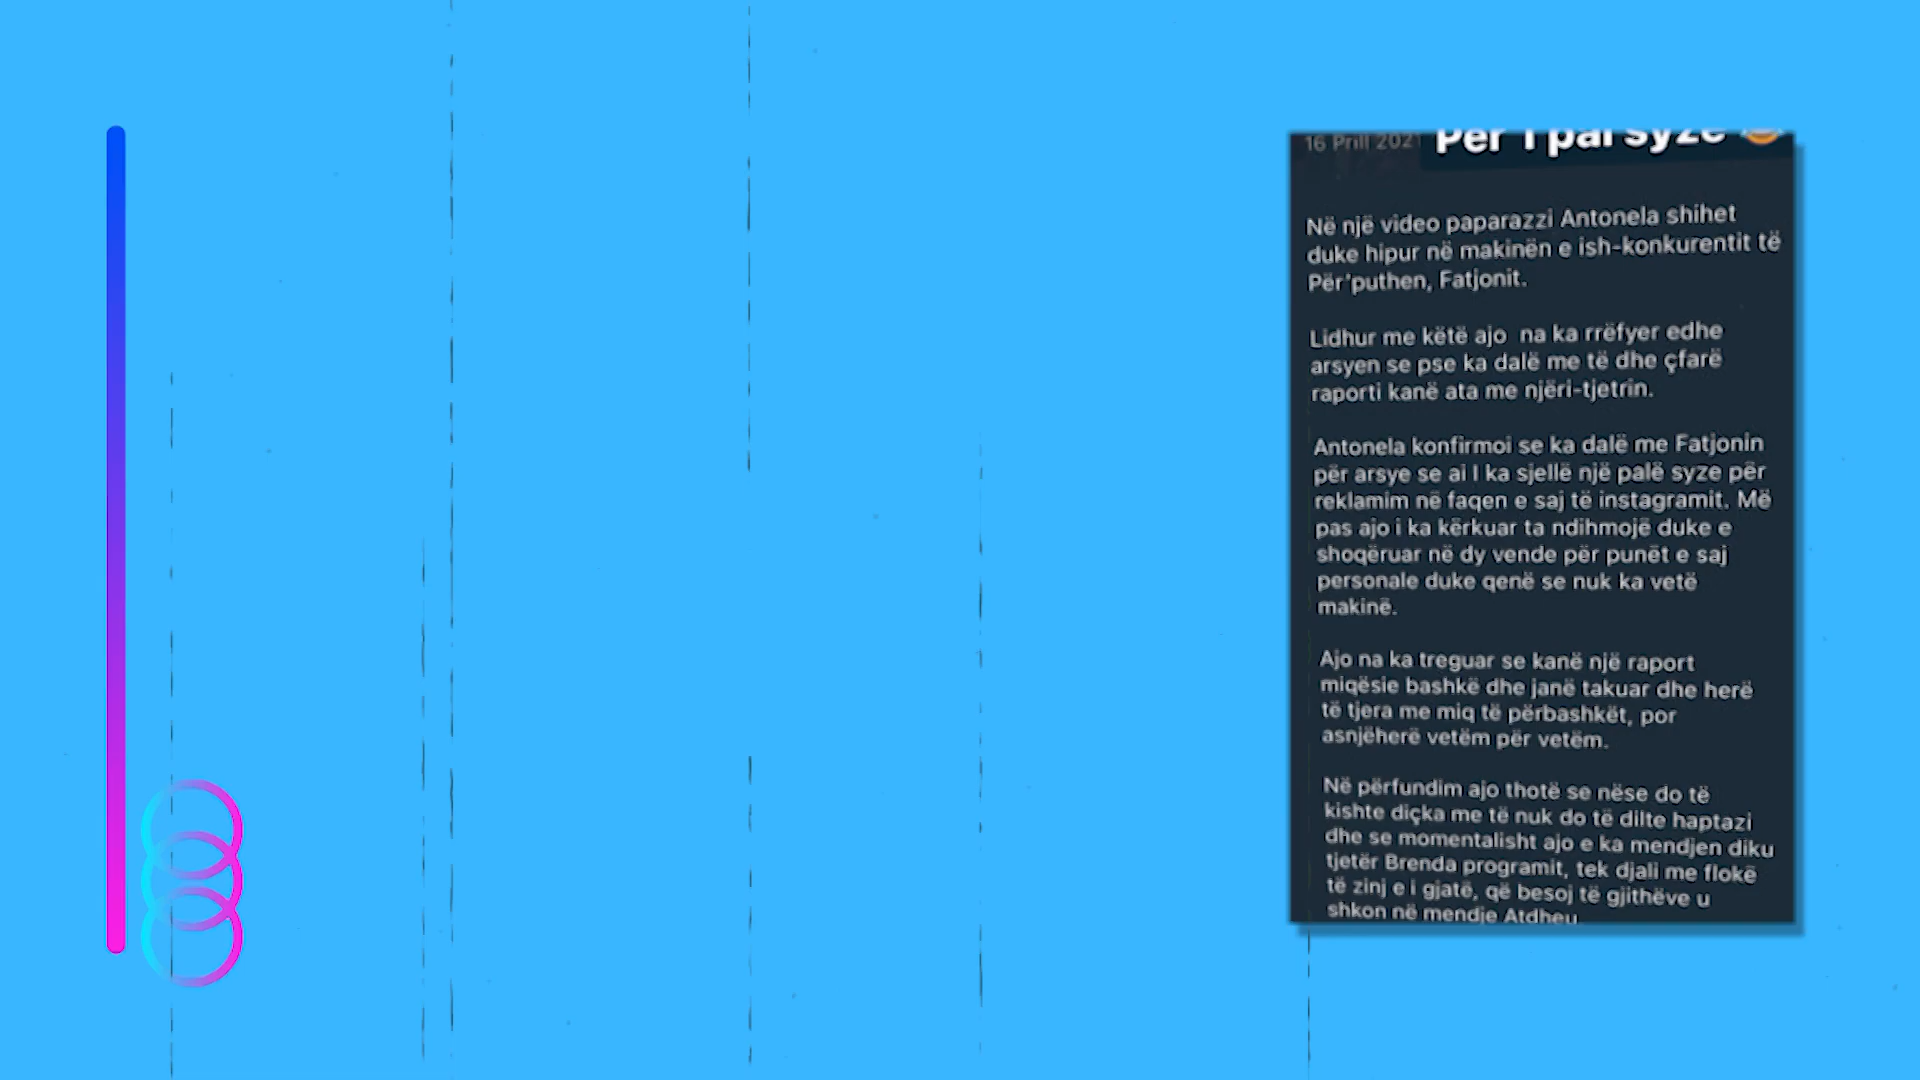 16 Prill 2021
Për 1 pal syze
Në një video paparazzi Antonela shihet
duke hipur në makinën e ish-konkurentit të
Për'puthen, Fatjonit.
Lidhur me këtë ajo na ka rrëfyer edhe
arsyen se pse ka dalë me të dhe çfarë
raporti kanë ata me njëri-tjetrin.
Antonela konfirmoi se ka dalë me Fatjonin
për arsye se ai I ka sjellë një palë syze për
reklamim në faqen e saj të instagramit. Më
pas ajo i ka kërkuar ta ndihmojë duke e
shoqëruar në dy vende për punët e saj
personale duke qenë se nuk ka vetë
makinë.
Ajo na ka treguar se kanë një raport
miqësie bashkë dhe janë takuar dhe herë
të tjera me miq të përbashkët, por
asnjëherë vetëm për vetëm.
Në përfundim ajo thotë se nëse do të
kishte diçka me të nuk do të dilte haptazi
dhe se momentalisht ajo e ka mendjen diku
tjetër Brenda programit, tek djali me flokë
të zinj e i gjatë, që besoj të gjithëve u
shkon në mendje Atdheu